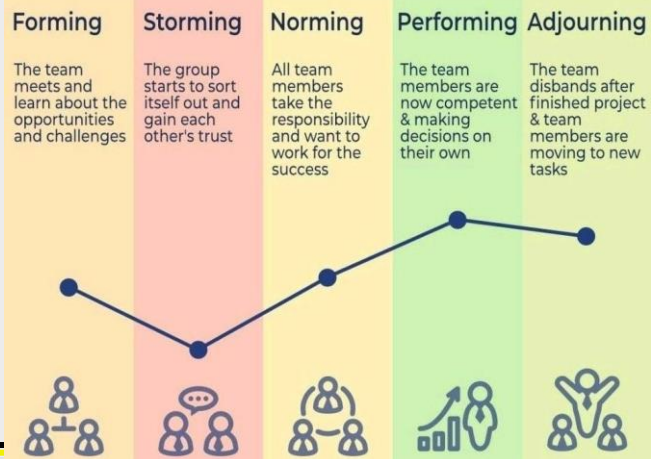 Forming
The team
meets and
learn about the
opportunities
and challenges
Storming
The group
starts to sort
itself out and
gain each
other's trust
Norming
All team
members
take the
responsibility
and want to
work for the
success
Performing
The team
members are
now competent
& making
decisions on
their own
Adjourning
The team
disbands after
finished project
& team
members are
moving to new
tasks